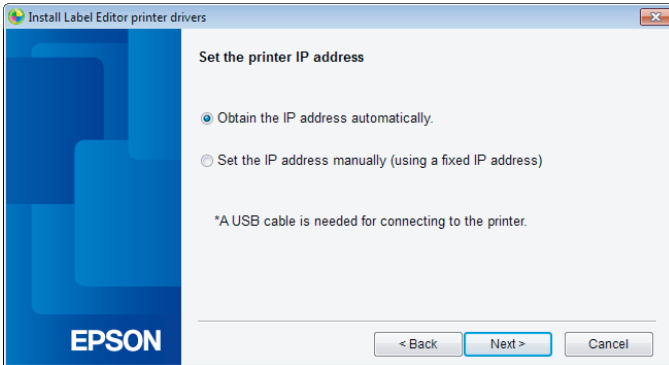 Install Label Editor printer drivers
Set the printer IP address
Obtain the IP address automatically.
Set the IP address manually (using a fixed IP address)
*A USB cable is needed for connecting to the printer.
EPSON
< Back Next > Cancel